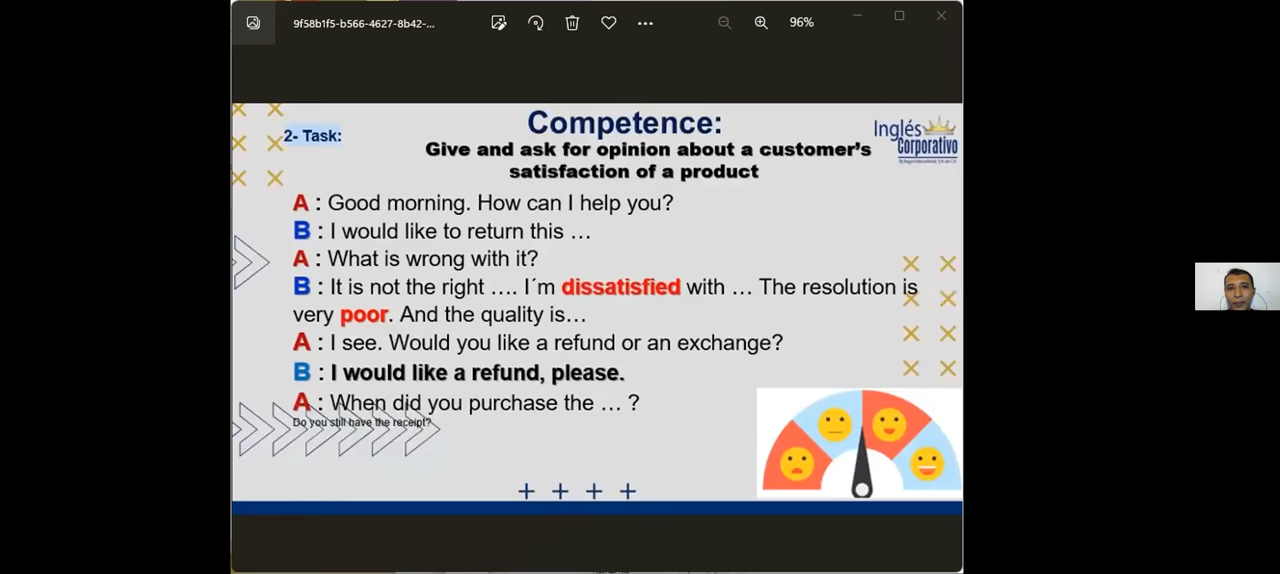 9f58b1f5-b566-4627-8b42-...
96%
2- Task:
Competence:
Give and ask for opinion about a customer's
satisfaction of a product
Inglés
Corporativo
A : Good morning. How can I help you?
B : I would like to return this …
A : What is wrong with it?
B : It is not the right …. I´m dissatisfied with … The resolution is
very poor. And the quality is…
A : I see. Would you like a refund or an exchange?
B : I would like a refund, please.
A : When did you purchase the … ?
Do you still have the receipt?